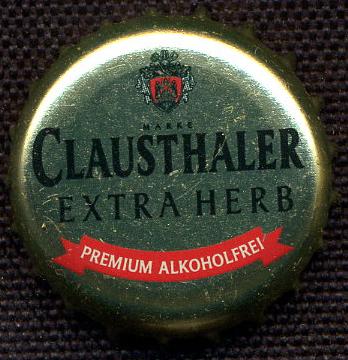 MARKE
CLAUSTHALER
EXTRA HERB
PREMIUM ALKOHOLFREI